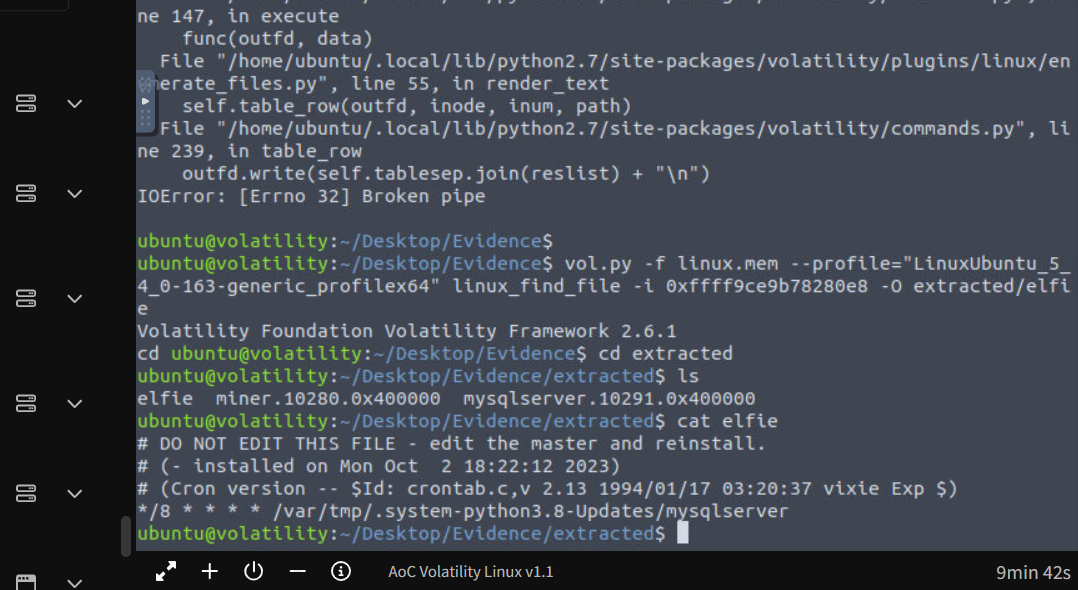 ne 147, in execute
    func(outfd, data)
  File "/home/ubuntu/.local/lib/python2.7/site-packages/volatility/plugins/linux/en
erate_files.py", line 55, in render_text
    self.table_row(outfd, inode, inum, path)
  File "/home/ubuntu/.local/lib/python2.7/site-packages/volatility/commands.py", li
ne 239, in table_row
    outfd.write(self.tablesep.join(reslist) + "\n")
IOError: [Errno 32] Broken pipe
ubuntu@volatility:~/Desktop/Evidence$
ubuntu@volatility:~/Desktop/Evidence$ vol.py -f linux.mem --profile="LinuxUbuntu_5_
4_0-163-generic_profilex64" linux_find_file -i 0xffff9ce9b78280e8 -O extracted/elfi
e
Volatility Foundation Volatility Framework 2.6.1
cd ubuntu@volatility:~/Desktop/Evidence$ cd extracted
ubuntu@volatility:~/Desktop/Evidence/extracted$ ls
elfie  miner.10280.0x400000  mysqlserver.10291.0x400000
ubuntu@volatility:~/Desktop/Evidence/extracted$ cat elfie
# DO NOT EDIT THIS FILE - edit the master and reinstall.
# (- installed on Mon Oct  2 18:22:12 2023)
# (Cron version -- $Id: crontab.c,v 2.13 1994/01/17 03:20:37 vixie Exp $)
*/8 * * * * /var/tmp/.system-python3.8-Updates/mysqlserver
ubuntu@volatility:~/Desktop/Evidence/extracted$
AoC Volatility Linux v1.1
9min 42s